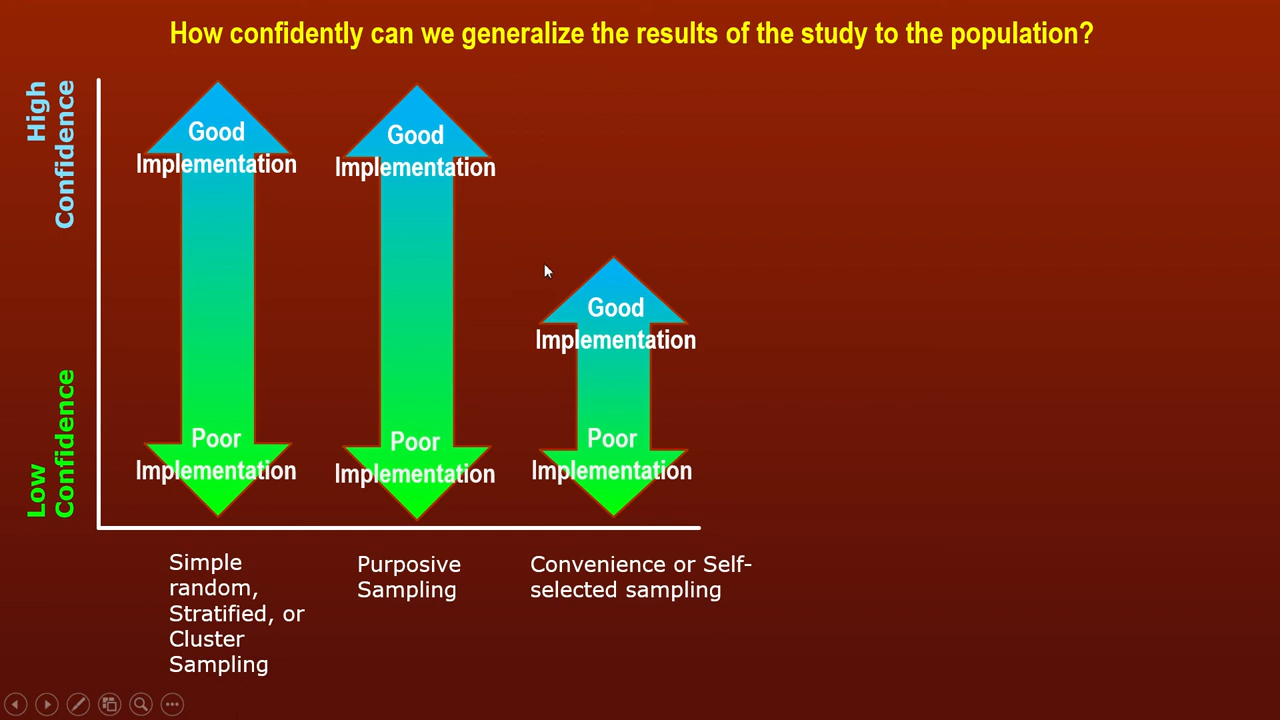 How confidently can we generalize the results of the study to the population?
High
Confidence
Low
Confidence
Good
Implementation
Poor
Implementation
Good
Implementation
Poor
Implementation
Good
Implementation
Poor
Implementation
Simple
random,
Stratified, or
Cluster
Sampling
Purposive
Sampling
Convenience or Self-
selected sampling